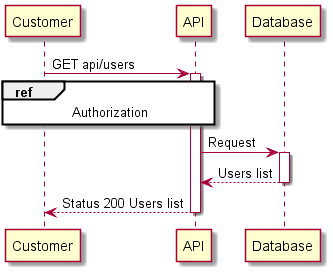 Customer
API
Database
GET api/users
ref
Authorization
Request
Users list
Status 200 Users list
Customer
API
Database